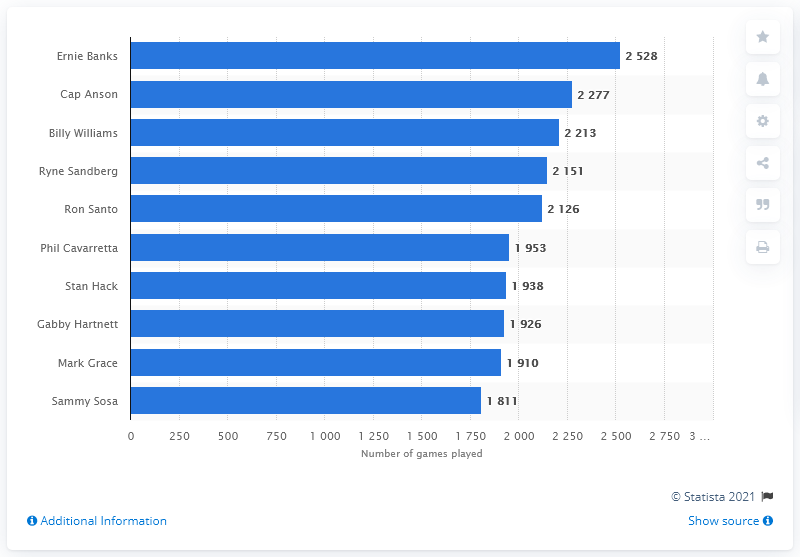 Ernie Banks 2 528
Cap Anson 2 277
Billy Williams 2 213
Ryne Sandberg 2 151
Ron Santo 2 126
Phil Cavarretta 1 953
Stan Hack 1 938
Gabby Hartnett 1 926
Mark Grace 1 910
Sammy Sosa 1 811
0 250 500 750 1 000 1 250 1 500 1 750 2 000 2 250 2 500 2 750 3 ...
Number of games played
© Statista 2021
Additional Information
Show source